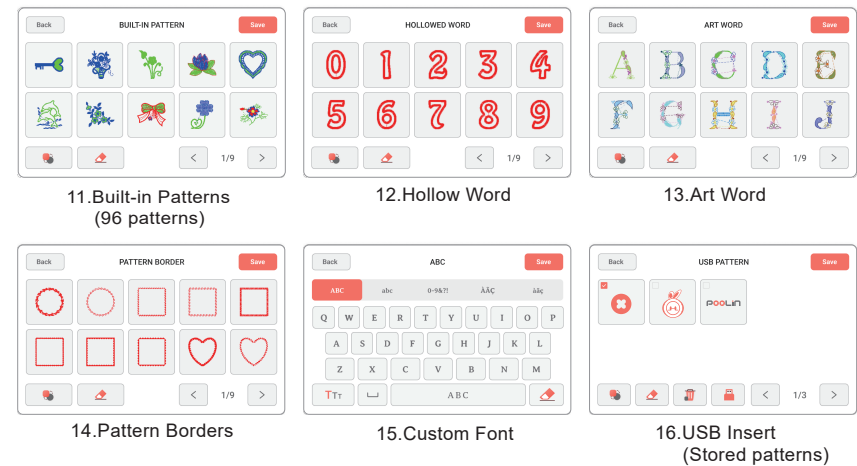 Back BUILT-IN PATTERN Save
1/9
11.Built-in Patterns
(96 patterns)
Back HOLLOWED WORD Save
0 1 2 3 4
5 6 7 8 9
1/9
12.Hollow Word
Back ART WORD Save
A B C D E
F G H I J
1/9
13.Art Word
Back PATTERN BORDER Save
1/9
14.Pattern Borders
Back ABC Save
ABC abc 0-9&?! ÀÂÇ àâç
Q W E R T Y U I O P
A S D F G H J K L
Z X C V B N M
TTT ABC
15.Custom Font
Back USB PATTERN Save
POOLIN
1/3
16.USB Insert
(Stored patterns)